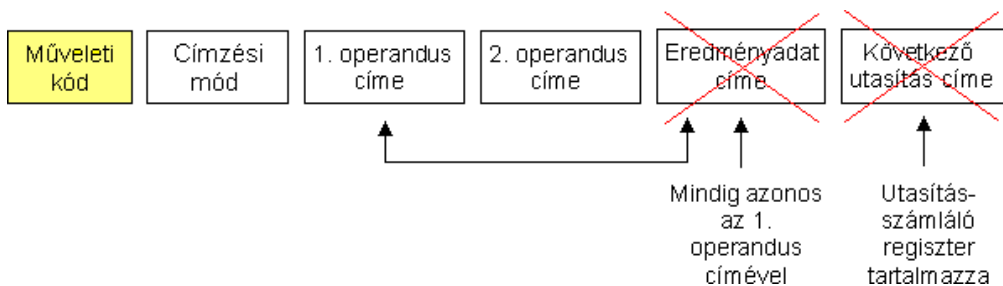 Műveleti
kód
Címzési
mód
1. operandus
címe
2. operandus
címe
Eredményadat
címe
Következő
utasítás címe
Mindig azonos
az 1.
operandus
címével
Utasítás-
számláló
regiszter
tartalmazza